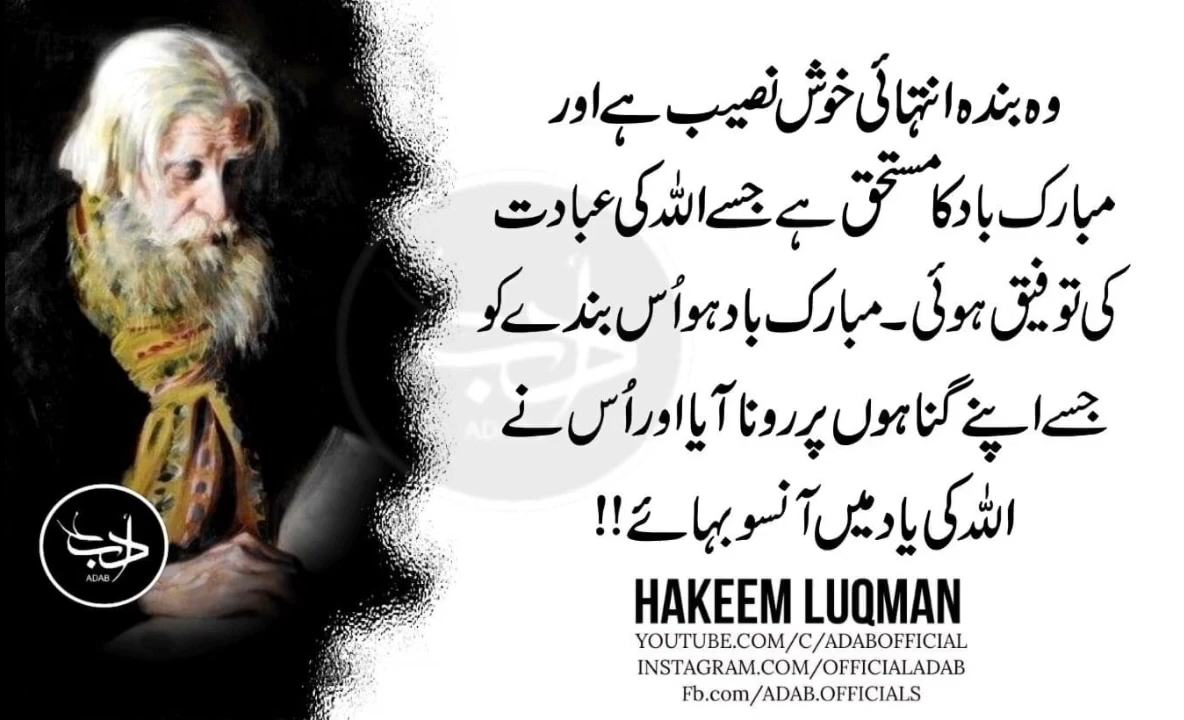 وہ بندہ انتہائی خوش نصیب ہے اور
مبارک باد کا مستحق ہے جسے اللہ کی عبادت
کی توفیق ہوئی۔ مبارک باد ہو اُس بندے کو
جسے اپنے گناہوں پر رونا آیا اور اُس نے
اللہ کی یاد میں آنسو بہائے!!
HAKEEM LUQMAN
YOUTUBE.COM/C/ADABOFFICIAL
INSTAGRAM.COM/OFFICIALADAB
Fb.com/ADAB.OFFICIALS
ادب
ADAB